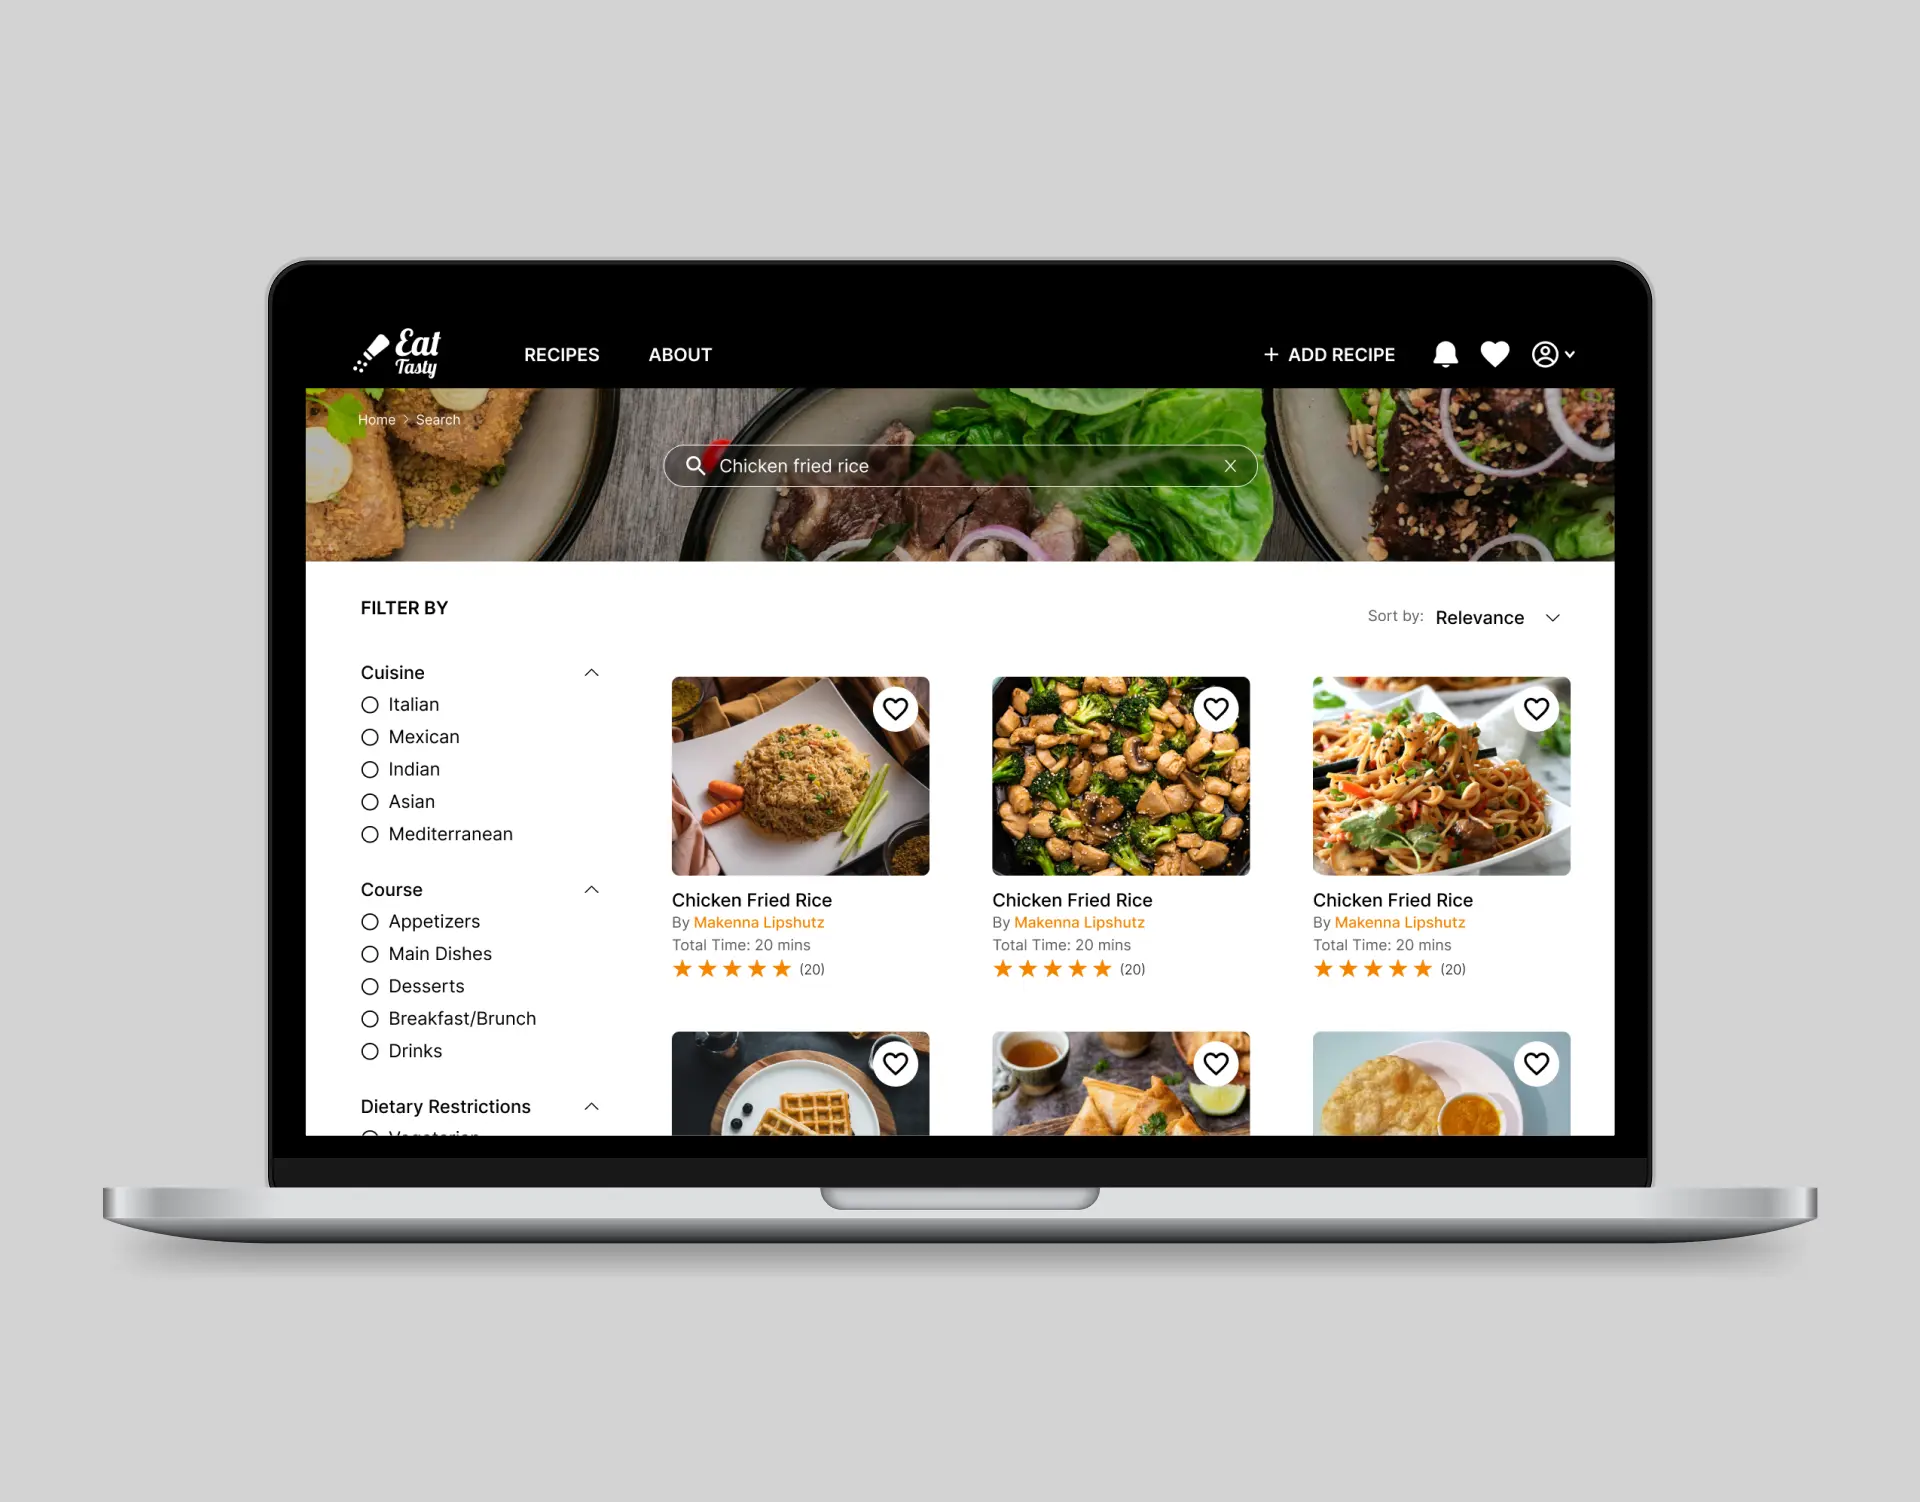 Eat
Tasty
RECIPES
ABOUT
+ ADD RECIPE
Home > Search
Chicken fried rice
FILTER BY
Sort by: Relevance
Cuisine
Italian
Mexican
Indian
Asian
Mediterranean
Course
Appetizers
Main Dishes
Desserts
Breakfast/Brunch
Drinks
Dietary Restrictions
Vegetarian
Chicken Fried Rice
By Makenna Lipshutz
Total Time: 20 mins
(20)
Chicken Fried Rice
By Makenna Lipshutz
Total Time: 20 mins
(20)
Chicken Fried Rice
By Makenna Lipshutz
Total Time: 20 mins
(20)